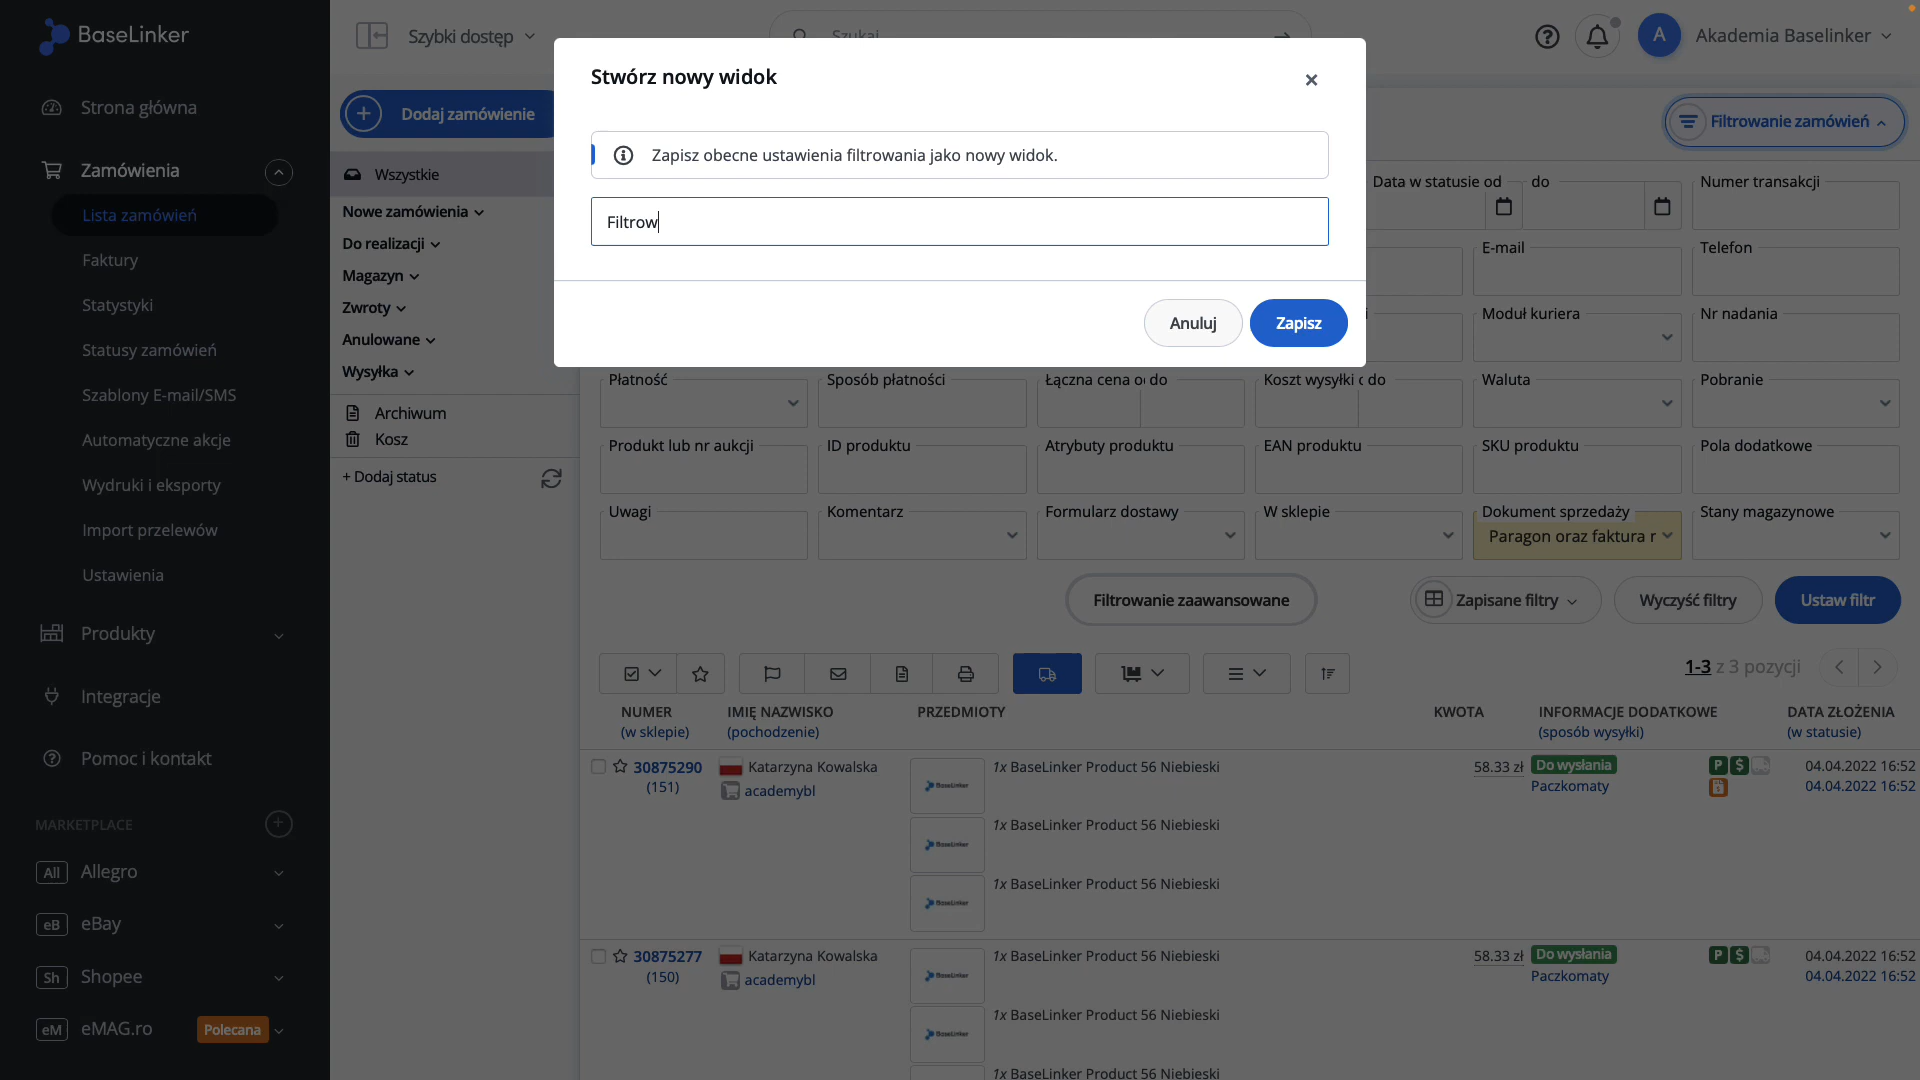 BaseLinker
Szybki dostęp
Szukaj
A
Akademia Baselinker
Strona główna
Zamówienia
Lista zamówień
Faktury
Statystyki
Statusy zamówień
Szablony E-mail/SMS
Automatyczne akcje
Wydruki i eksporty
Import przelewów
Ustawienia
Produkty
Integracje
Pomoc i kontakt
MARKETPLACE
All Allegro
eB eBay
Sh Shopee
eM eMAG.ro Polecana
Dodaj zamówienie
Wszystkie
Nowe zamówienia
Do realizacji
Magazyn
Zwroty
Anulowane
Wysyłka
Archiwum
Kosz
+ Dodaj status
Stwórz nowy widok
Zapisz obecne ustawienia filtrowania jako nowy widok.
Filtrow
Anuluj Zapisz
Filtrowanie zamówień
Data w statusie od do Numer transakcji
E-mail Telefon
Moduł kuriera Nr nadania
Płatność Sposób płatności Łączna cena od do Koszt wysyłki do Waluta Pobranie
Produkt lub nr aukcji ID produktu Atrybuty produktu EAN produktu SKU produktu Pola dodatkowe
Uwagi Komentarz Formularz dostawy W sklepie Dokument sprzedaży Stany magazynowe
Paragon oraz faktura
Filtrowanie zaawansowane Zapisane filtry Wyczyść filtry Ustaw filtr
1-3 z 3 pozycji
NUMER IMIĘ NAZWISKO PRZEDMIOTY KWOTA INFORMACJE DODATKOWE DATA ZŁOŻENIA
(w sklepie) (pochodzenie) (sposób wysyłki) (w statusie)
30875290 Katarzyna Kowalska 1x BaseLinker Product 56 Niebieski 58.33 zł Do wysłania P $ 04.04.2022 16:52
(151) academybl BaseLinker Paczkomaty 04.04.2022 16:52
1x BaseLinker Product 56 Niebieski
BaseLinker
1x BaseLinker Product 56 Niebieski
BaseLinker
30875277 Katarzyna Kowalska 1x BaseLinker Product 56 Niebieski 58.33 zł Do wysłania P $ 04.04.2022 16:52
(150) academybl BaseLinker Paczkomaty 04.04.2022 16:52
1x BaseLinker Product 56 Niebieski
BaseLinker
1x BaseLinker Product 56 Niebieski